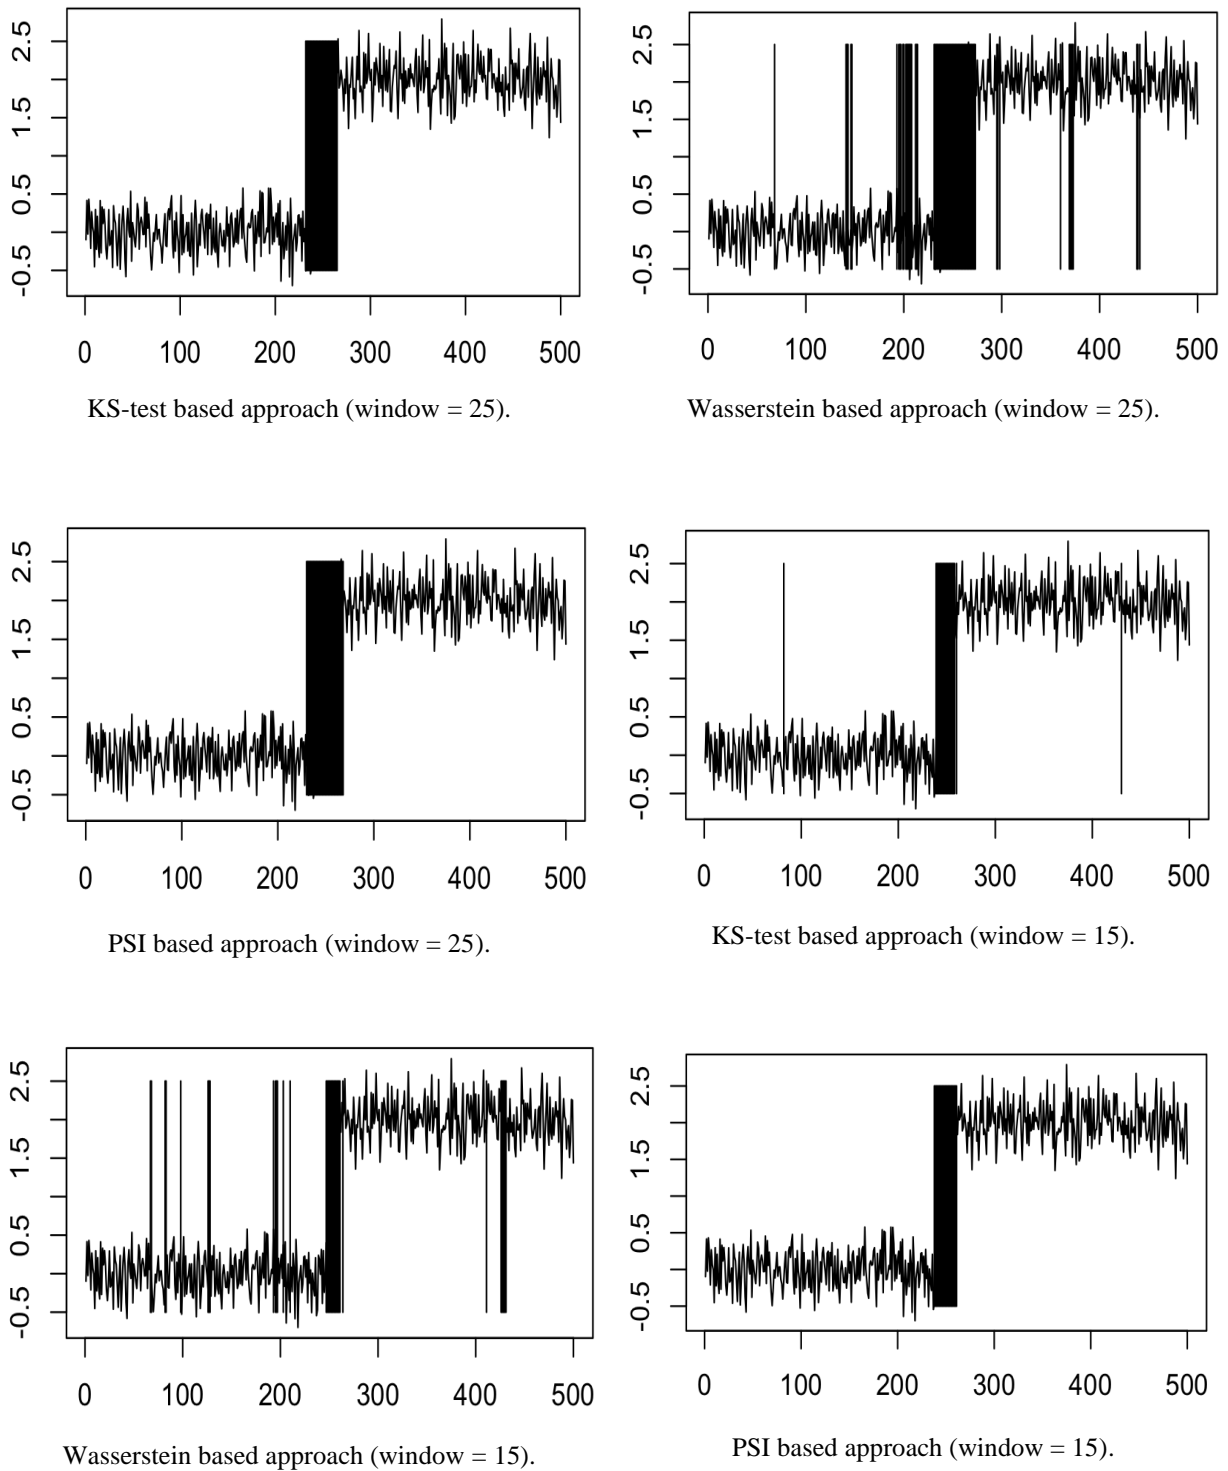 2.5
1.5
0.5
-0.5
0 100 200 300 400 500
KS-test based approach (window = 25).
2.5
1.5
0.5
-0.5
0 100 200 300 400 500
Wasserstein based approach (window = 25).
2.5
1.5
0.5
-0.5
0 100 200 300 400 500
PSI based approach (window = 25).
2.5
1.5
0.5
-0.5
0 100 200 300 400 500
KS-test based approach (window = 15).
2.5
1.5
0.5
-0.5
0 100 200 300 400 500
Wasserstein based approach (window = 15).
2.5
1.5
0.5
-0.5
0 100 200 300 400 500
PSI based approach (window = 15).